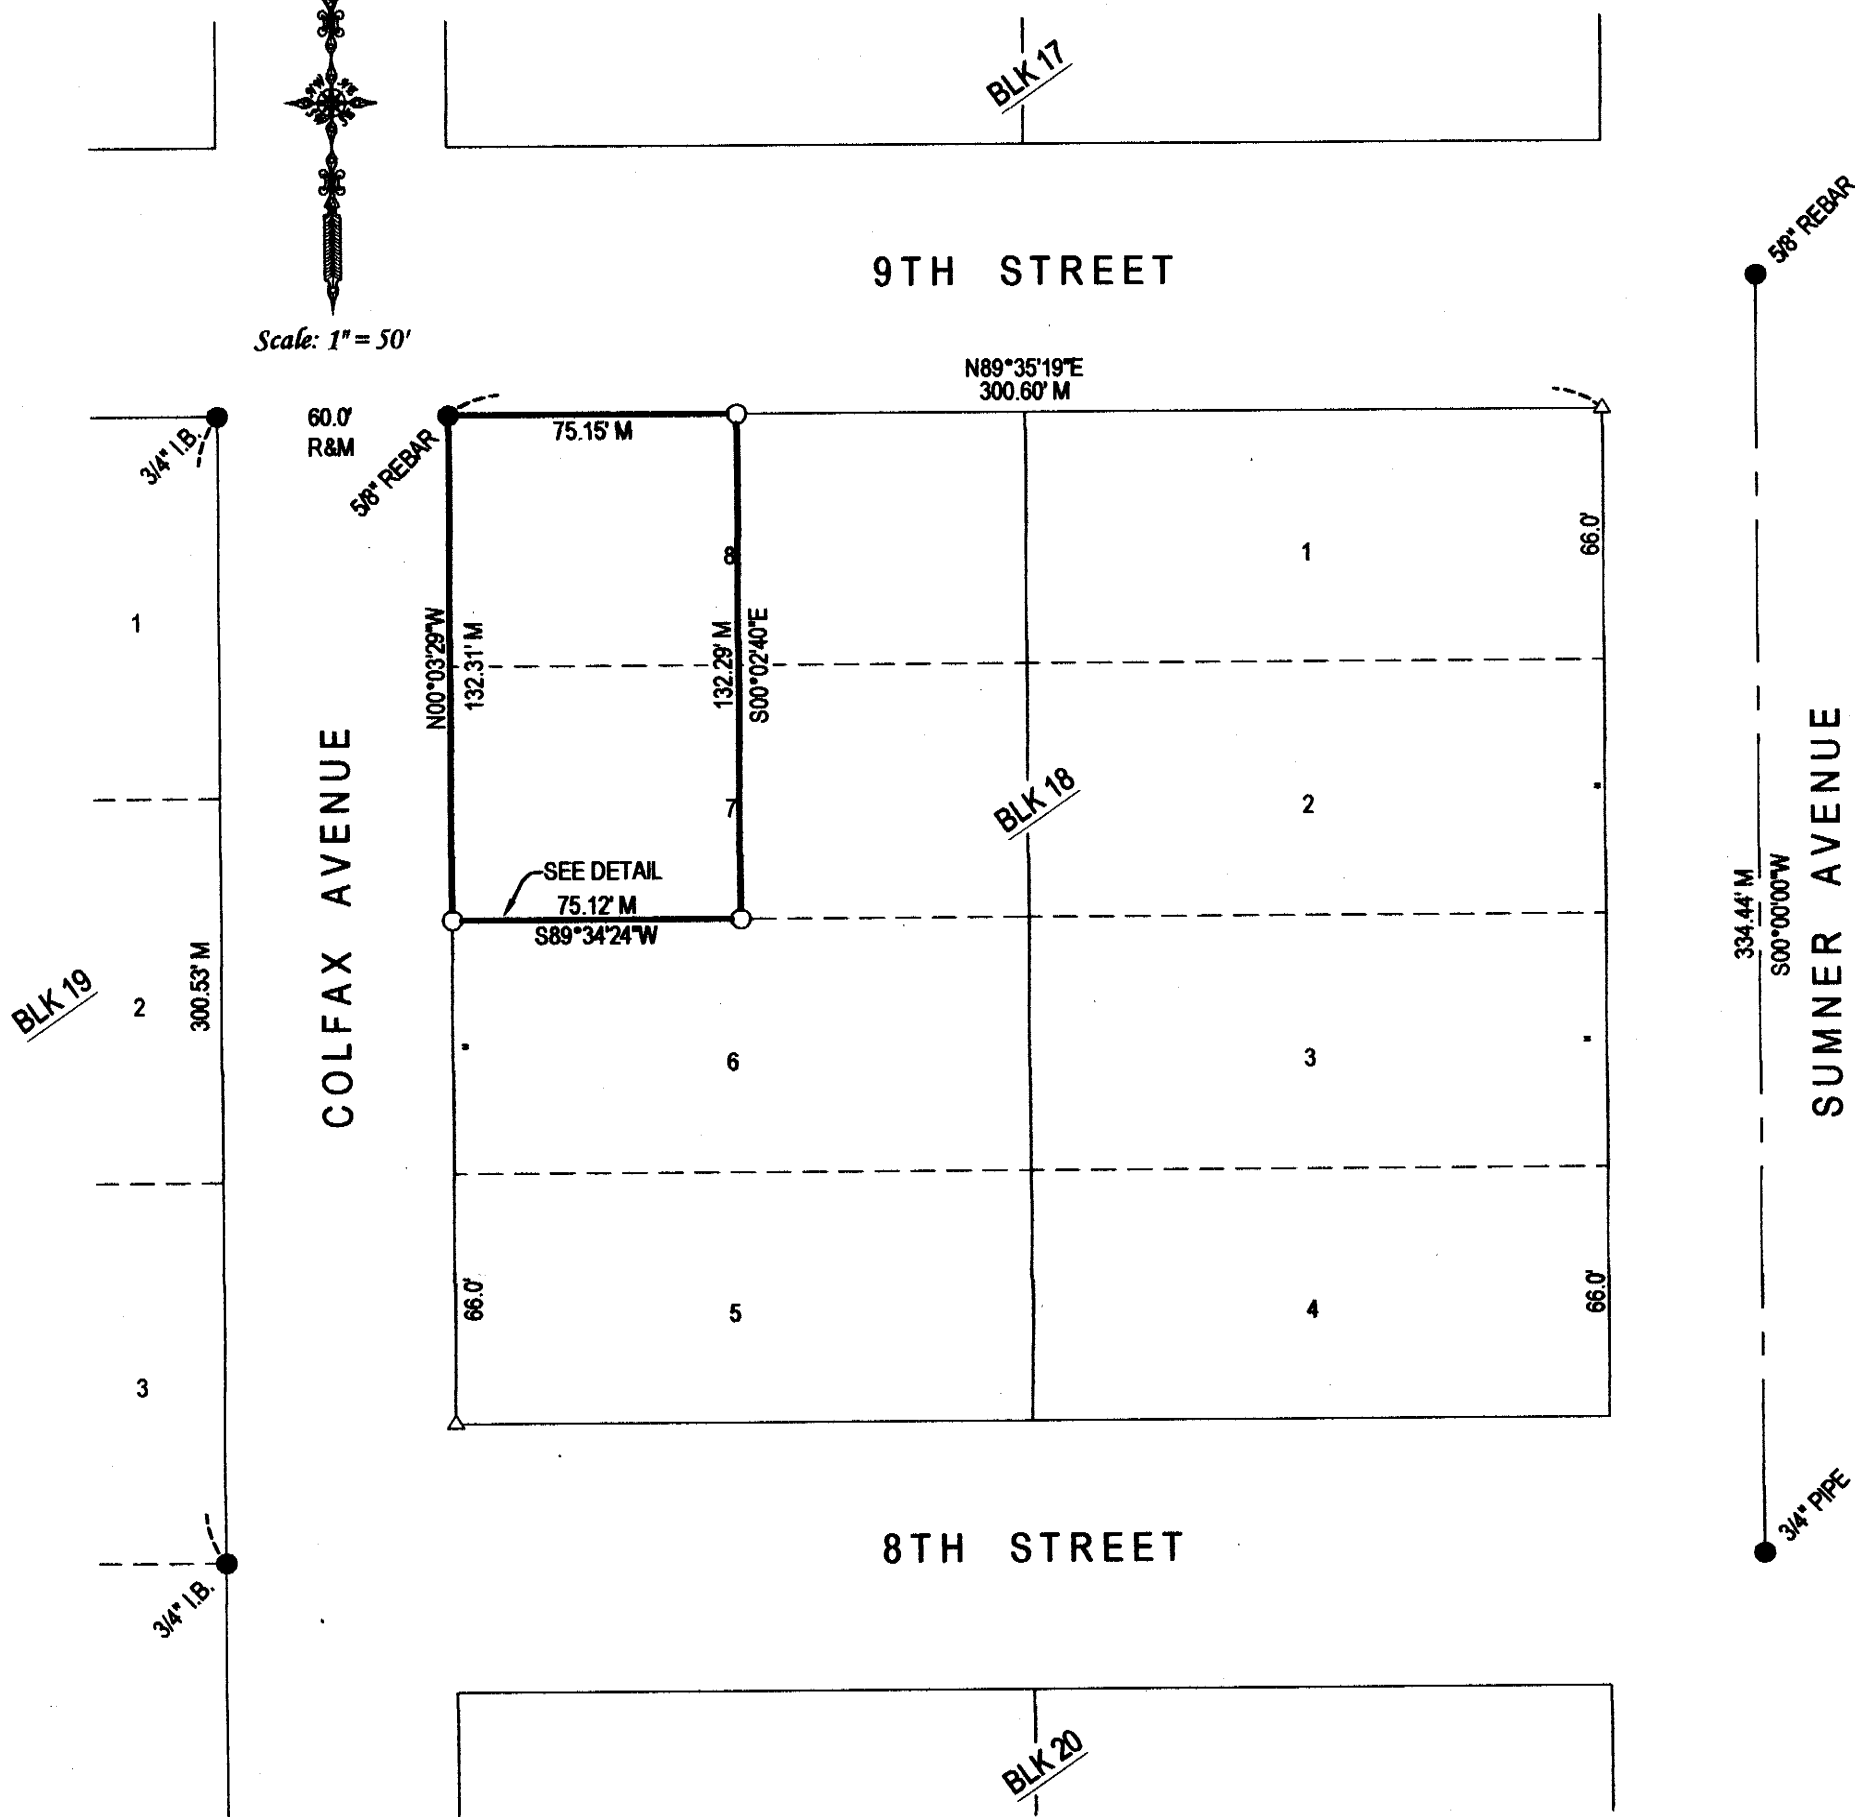 BLK 17
9TH STREET
5/8" REBAR
Scale: 1" = 50'
N89°35'19"E
300.60' M
60.0'
R&M
75.15' M
3/4" I.B.
5/8" REBAR
66.0'
8
1
1
N00°03'29"W
132.31' M
132.29' M
S00°02'40"E
COLFAX AVENUE
SUMNER AVENUE
7
BLK 18
2
"
SEE DETAIL
75.12' M
S89°34'24"W
334.44' M
S00°00'00"W
BLK 19
2
300.53' M
"
6
3
"
66.0'
5
4
66.0'
3
8TH STREET
3/4" PIPE
3/4" I.B.
BLK 20